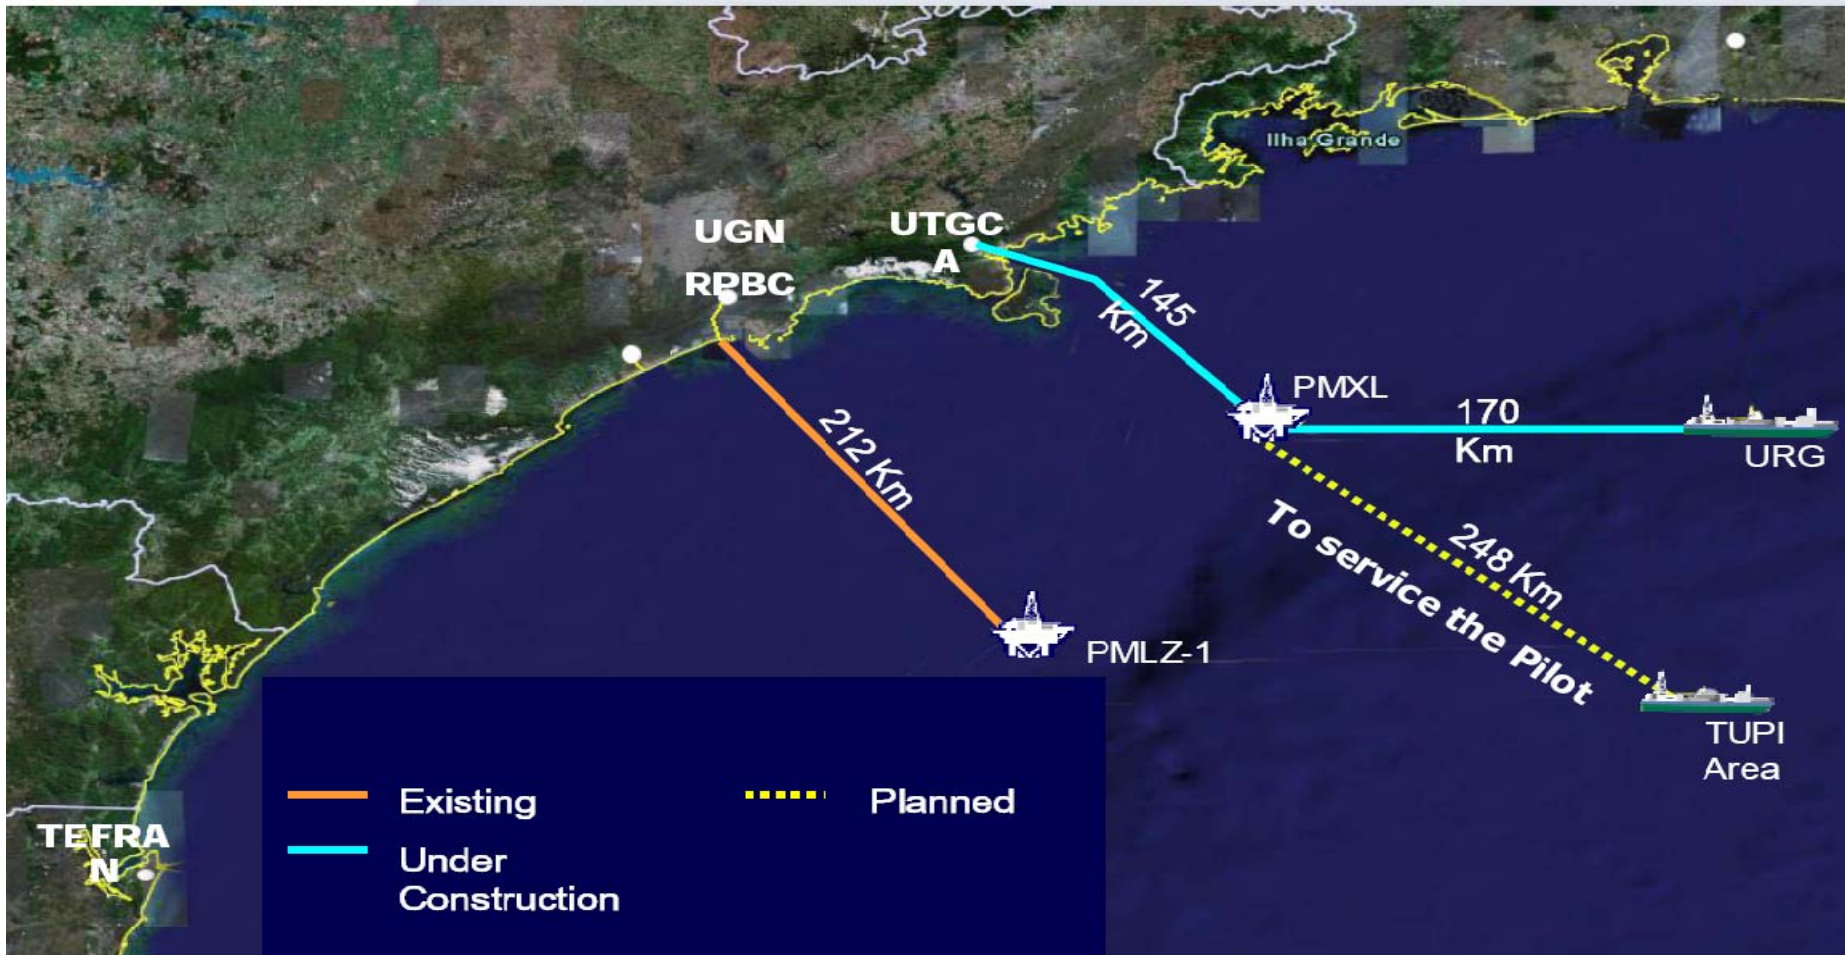 Ilha Grande
UTGC
A
UGN
RPBC
145
Km
PMXL
170
Km
URG
212 Km
248 Km
To service the Pilot
PMLZ-1
TUPI
Area
Existing
Planned
Under
Construction
TEFRA
N